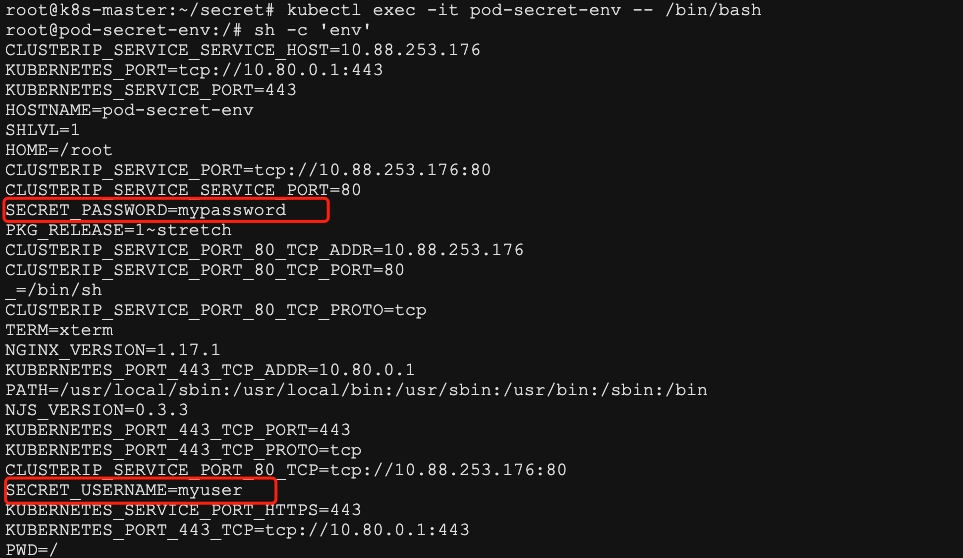 root@k8s-master:~/secret# kubectl exec -it pod-secret-env -- /bin/bash
root@pod-secret-env:/# sh -c 'env'
CLUSTERIP_SERVICE_SERVICE_HOST=10.88.253.176
KUBERNETES_PORT=tcp://10.80.0.1:443
KUBERNETES_SERVICE_PORT=443
HOSTNAME=pod-secret-env
SHLVL=1
HOME=/root
CLUSTERIP_SERVICE_PORT=tcp://10.88.253.176:80
CLUSTERIP_SERVICE_SERVICE_PORT=80
SECRET_PASSWORD=mypassword
PKG_RELEASE=1~stretch
CLUSTERIP_SERVICE_PORT_80_TCP_ADDR=10.88.253.176
CLUSTERIP_SERVICE_PORT_80_TCP_PORT=80
_=/bin/sh
CLUSTERIP_SERVICE_PORT_80_TCP_PROTO=tcp
TERM=xterm
NGINX_VERSION=1.17.1
KUBERNETES_PORT_443_TCP_ADDR=10.80.0.1
PATH=/usr/local/sbin:/usr/local/bin:/usr/sbin:/usr/bin:/sbin:/bin
NJS_VERSION=0.3.3
KUBERNETES_PORT_443_TCP_PORT=443
KUBERNETES_PORT_443_TCP_PROTO=tcp
CLUSTERIP_SERVICE_PORT_80_TCP=tcp://10.88.253.176:80
SECRET_USERNAME=myuser
KUBERNETES_SERVICE_PORT_HTTPS=443
KUBERNETES_PORT_443_TCP=tcp://10.80.0.1:443
PWD=/